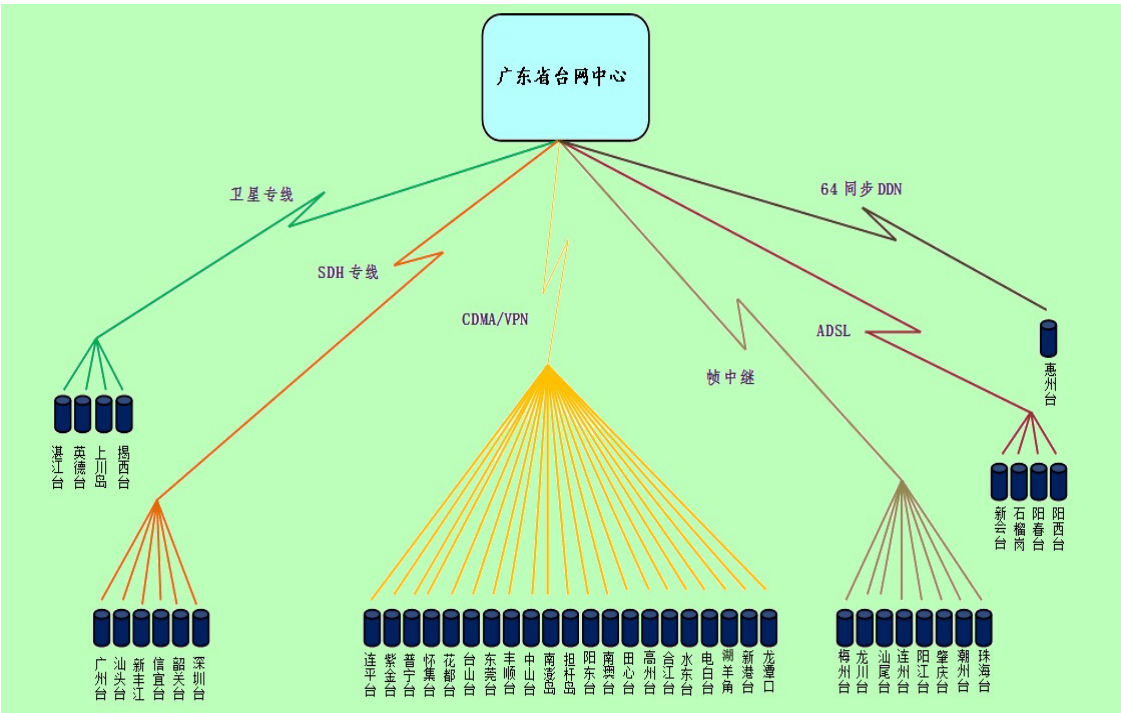 广东省台网中心
卫星专线
64同步DDN
SDH专线
CDMA/VPN
ADSL
帧中继
惠州台
湛江台
英德台
上川岛
揭西台
新会台
石榴岗
阳春台
阳西台
广州台
汕头台
新丰江
信宜台
韶关台
深圳台
连平台
紫金台
普宁台
怀集台
花都台
台山台
东莞台
丰顺台
中山台
南澎岛
担杆岛
阳东台
南澳台
田心台
高州台
合江台
水东台
电白台
湖羊角
新港台
龙潭口
梅州台
龙川台
汕尾台
连州台
阳江台
肇庆台
潮州台
珠海台